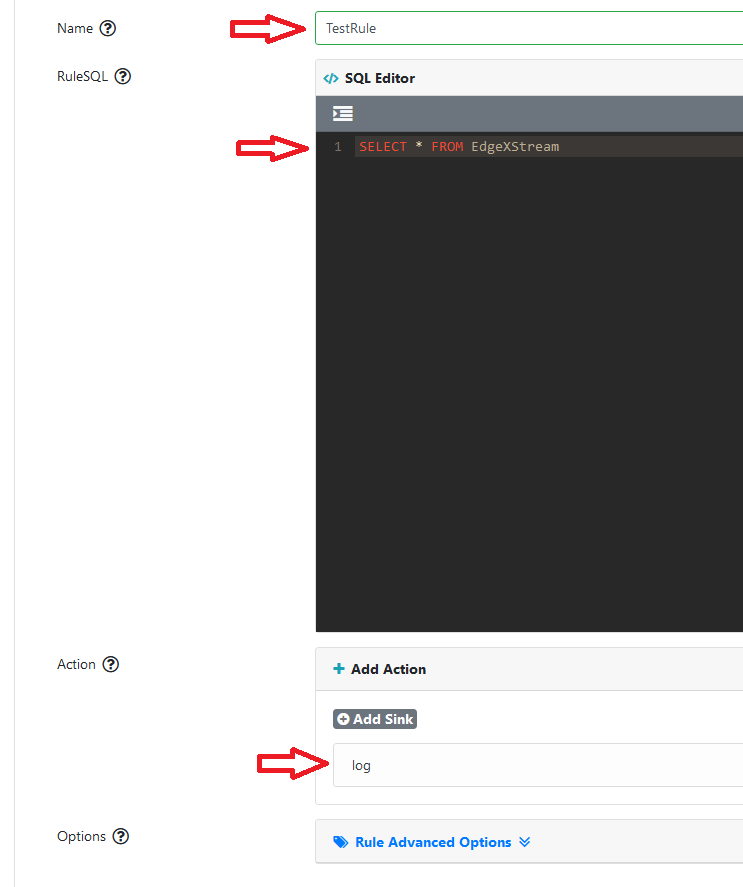 Name
TestRule
RuleSQL
SQL Editor
1 SELECT * FROM EdgeXStream
Action
Add Action
Add Sink
log
Options
Rule Advanced Options